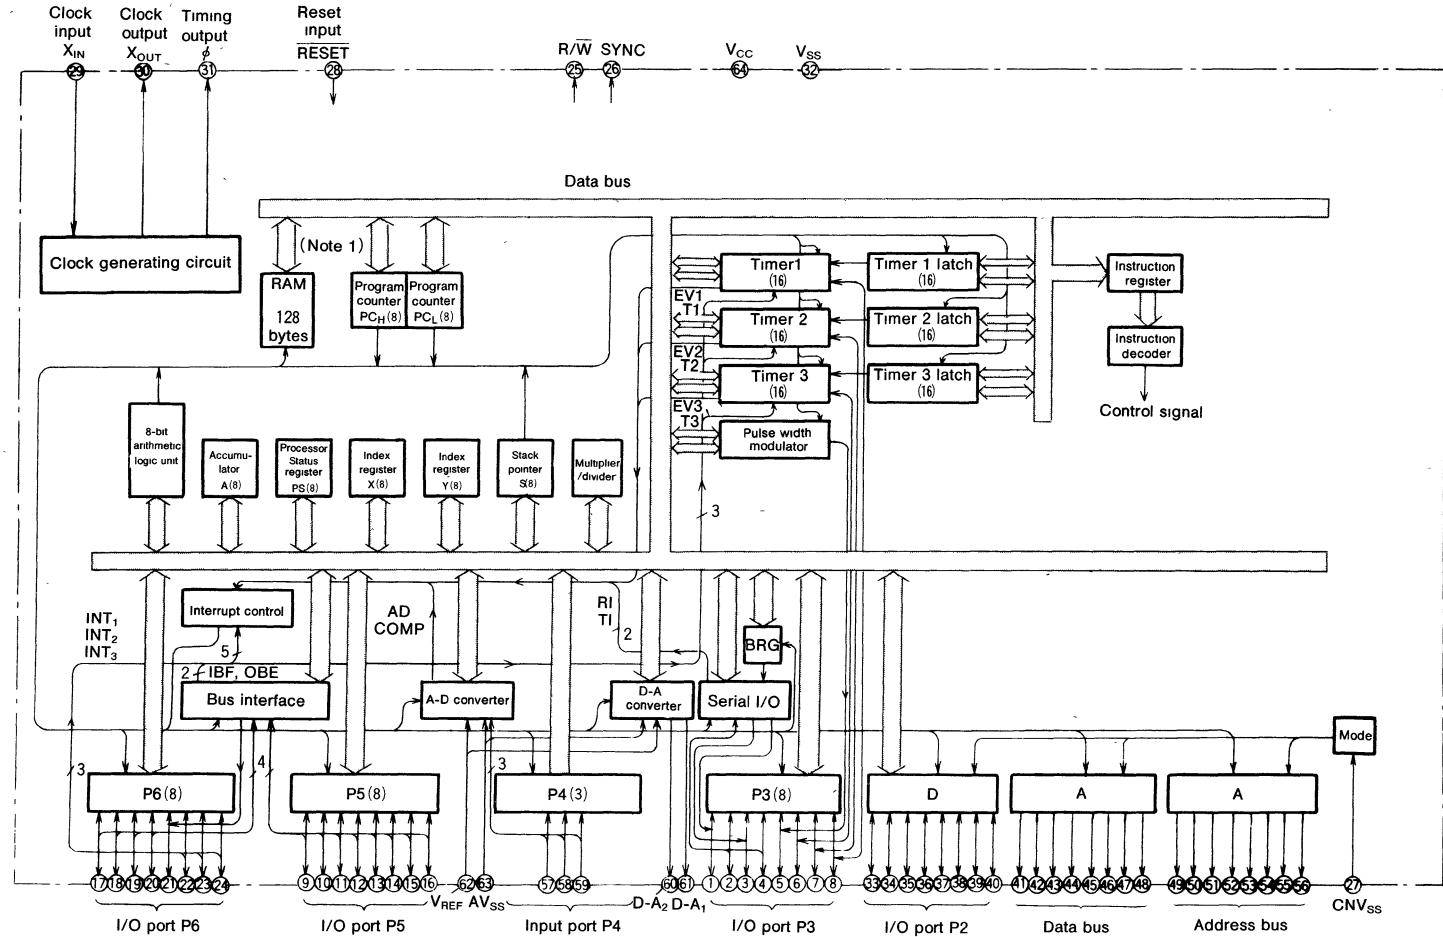 Clock input XIN
Clock output XOUT
Timing output φ
Reset input RESET
R/W SYNC
VCC
VSS
29 30 31 28 25 26 64 32
Data bus
(Note 1)
Clock generating circuit
RAM 128 bytes
Program counter PCH(8)
Program counter PCL(8)
Timer1 (16)
Timer 1 latch (16)
Instruction register
EV1
T1
Timer 2 (16)
Timer 2 latch (16)
Instruction decoder
EV2
T2
Timer 3 (16)
Timer 3 latch (16)
Control signal
EV3
T3
Pulse width modulator
8-bit arithmetic logic unit
Accumulator A(8)
Processor Status register PS(8)
Index register X(8)
Index register Y(8)
Stack pointer S(8)
Multiplier /divider
3
INT1
INT2
INT3
Interrupt control
AD COMP
RI
TI
2
BRG
5
2 IBF, OBE
Bus interface
A-D converter
D-A converter
Serial I/O
Mode
3
4
3
P6(8)
P5(8)
P4(3)
P3(8)
D
A
A
17 18 19 20 21 22 23 24
9 10 11 12 13 14 15 16
62 63
57 58 59
60 61
1 2 3 4 5 6 7 8
33 34 35 36 37 38 39 40
41 42 43 44 45 46 47 48
49 50 51 52 53 54 55 56
27
VREF AVSS
D-A2 D-A1
CNVSS
I/O port P6
I/O port P5
Input port P4
I/O port P3
I/O port P2
Data bus
Address bus